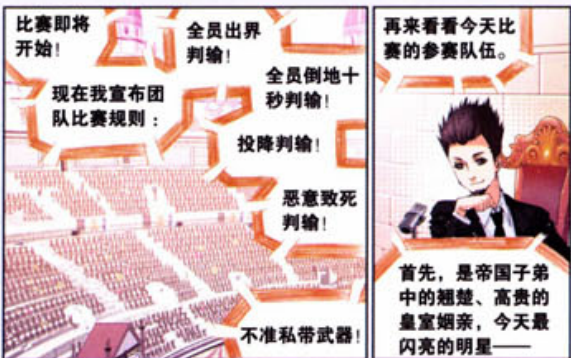 比赛即将
开始！
现在我宣布团
队比赛规则：
全员出界
判输！
全员倒地十
秒判输！
投降判输！
恶意致死
判输！
不准私带武器！
再来看看今天比
赛的参赛队伍。
首先，是帝国子弟
中的翘楚、高贵的
皇室姻亲，今天最
闪亮的明星——